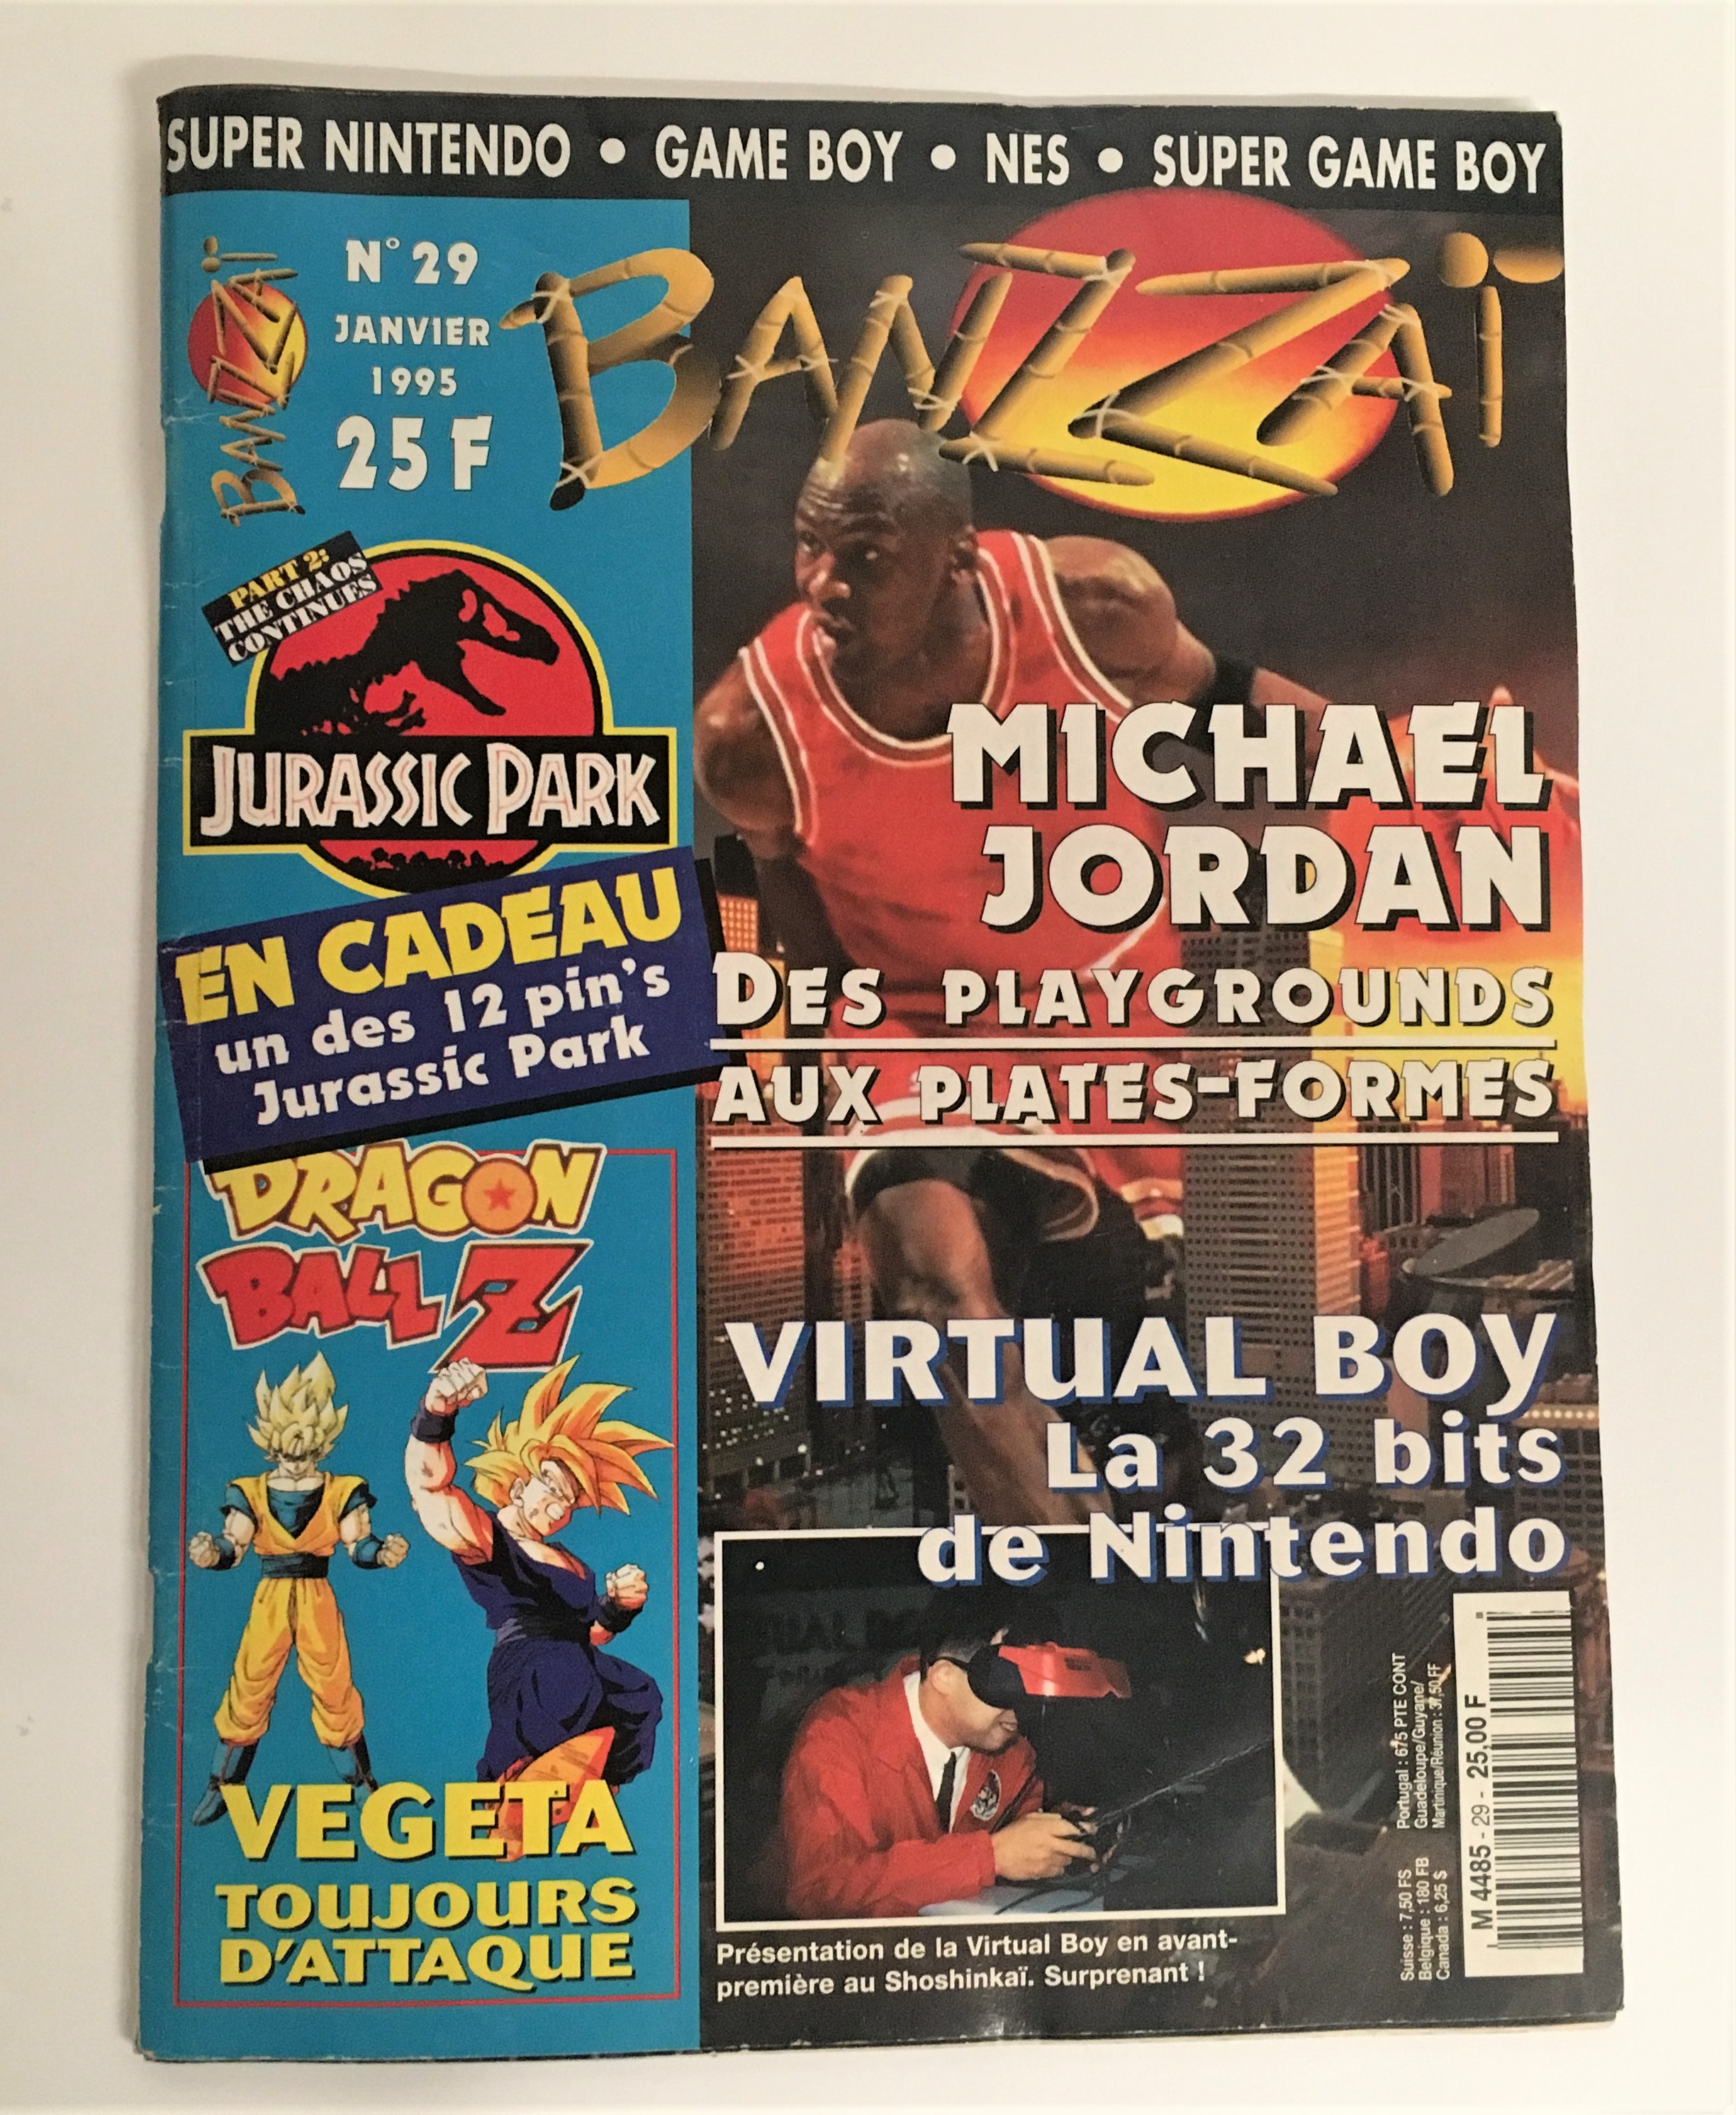 SUPER NINTENDO • GAME BOY • NES • SUPER GAME BOY
BANZZAÏ
N° 29
JANVIER
1995
25 F
BANZZAÏ
PART 2:
THE CHAOS
CONTINUES
JURASSIC PARK
EN CADEAU
un des 12 pin's
Jurassic Park
DRAGON
BALL Z
VEGETA
TOUJOURS
D'ATTAQUE
MICHAEL
JORDAN
DES PLAYGROUNDS
AUX PLATES-FORMES
VIRTUAL BOY
La 32 bits
de Nintendo
Présentation de la Virtual Boy en avant-
première au Shoshinkaï. Surprenant !
Suisse : 7,50 FS
Belgique : 180 FB
Canada : 6,25 $
Portugal : 675 PTE CONT
Guadeloupe/Guyane/
Martinique/Réunion : 37,50 FF
M 4485 - 29 - 25,00 F